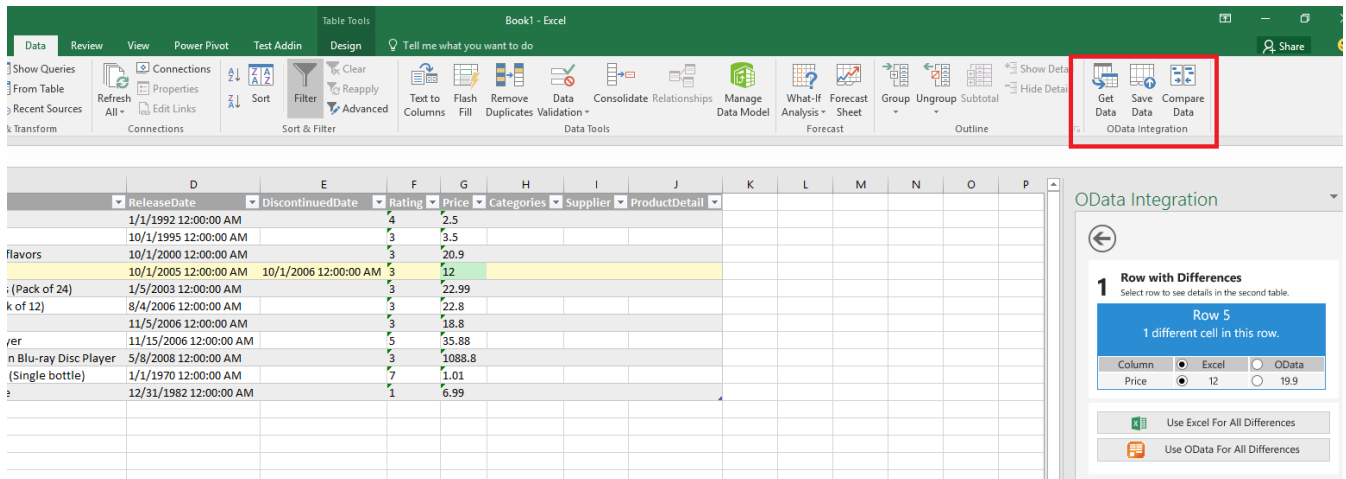 Table Tools Book1 - Excel
Data Review View Power Pivot Test Addin Design Tell me what you want to do Share
Show Queries Connections Clear Show Deta
From Table Properties Reapply Hide Detai
Recent Sources Refresh All Edit Links Sort Filter Advanced Text to Columns Flash Fill Remove Duplicates Data Validation Consolidate Relationships Manage Data Model What-If Analysis Forecast Sheet Group Ungroup Subtotal Get Data Save Data Compare Data
& Transform Connections Sort & Filter Data Tools Forecast Outline OData Integration
D E F G H I J K L M N O P
ReleaseDate DiscontinuedDate Rating Price Categories Supplier ProductDetail
1/1/1992 12:00:00 AM 4 2.5
10/1/1995 12:00:00 AM 3 3.5
flavors 10/1/2000 12:00:00 AM 3 20.9
10/1/2005 12:00:00 AM 10/1/2006 12:00:00 AM 3 12
(Pack of 24) 1/5/2003 12:00:00 AM 3 22.99
k of 12) 8/4/2006 12:00:00 AM 3 22.8
11/5/2006 12:00:00 AM 3 18.8
yer 11/15/2006 12:00:00 AM 5 35.88
n Blu-ray Disc Player 5/8/2008 12:00:00 AM 3 1088.8
(Single bottle) 1/1/1970 12:00:00 AM 7 1.01
12/31/1982 12:00:00 AM 1 6.99
OData Integration
1 Row with Differences
Select row to see details in the second table.
Row 5
1 different cell in this row.
Column Excel OData
Price 12 19.9
Use Excel For All Differences
Use OData For All Differences